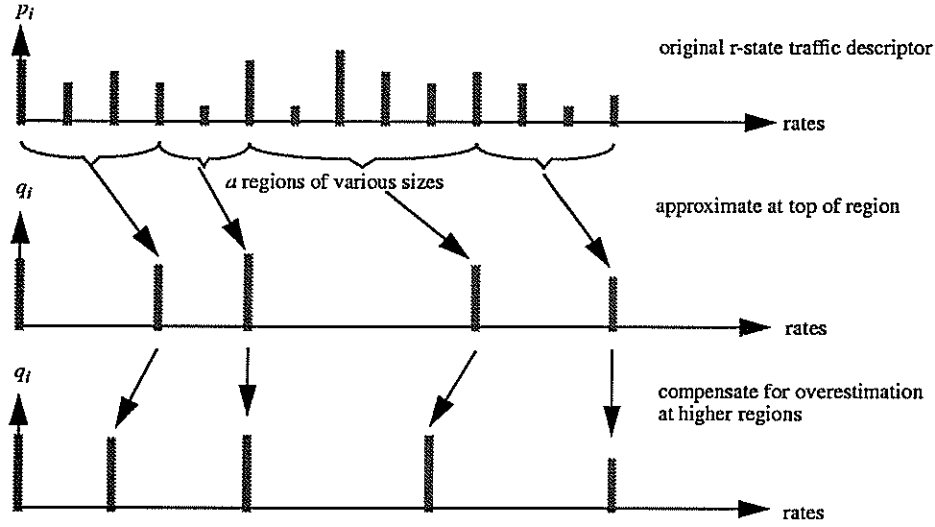 p_i
original r-state traffic descriptor
rates
a regions of various sizes
q_i
approximate at top of region
rates
q_i
compensate for overestimation
at higher regions
rates